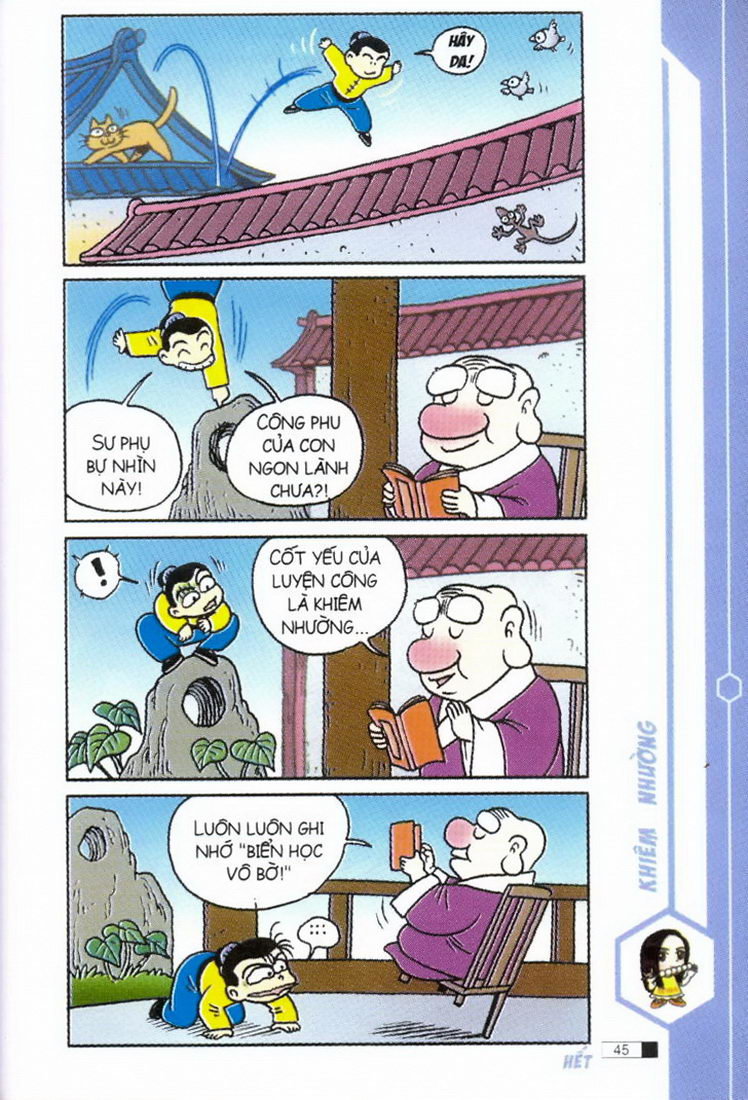 HÂY
DA!
SƯ PHỤ
BỰ NHÌN
NÀY!
CÔNG PHU
CỦA CON
NGON LÀNH
CHƯA?!
!
CỐT YẾU CỦA
LUYỆN CÔNG
LÀ KHIÊM
NHƯỜNG...
LUÔN LUÔN GHI
NHỚ "BIỂN HỌC
VÔ BỜ!"
......
KHIÊM NHƯỜNG
HẾT
45